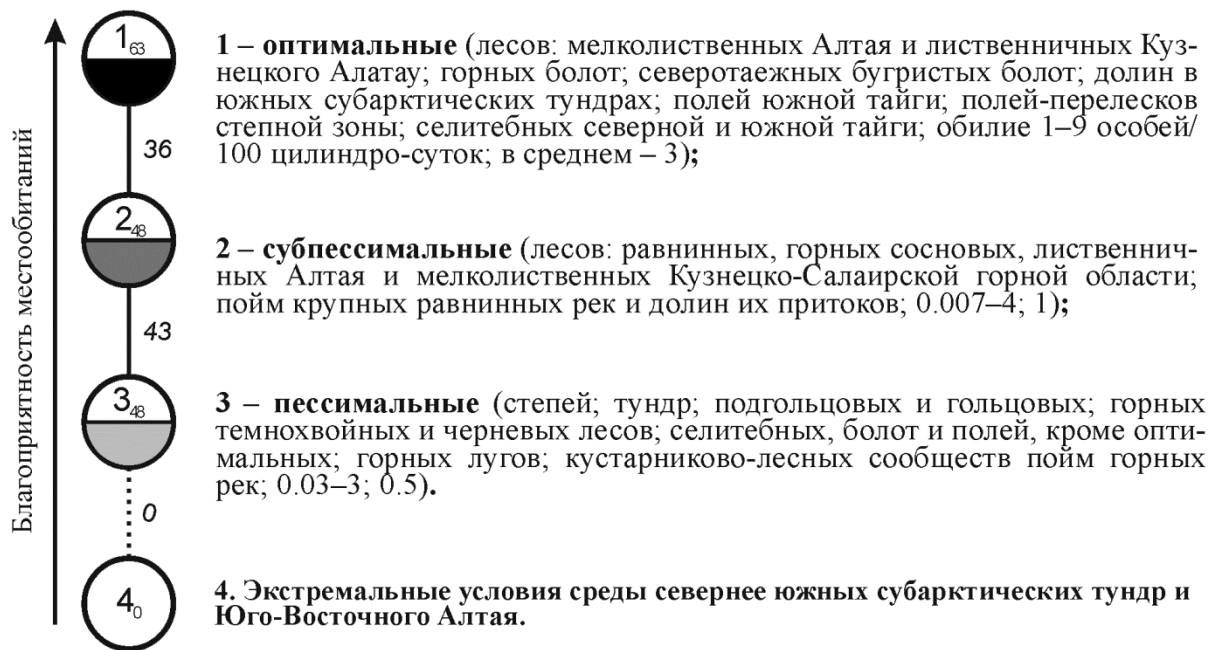 Благоприятность местообитаний
1₆₃
1 – оптимальные (лесов: мелколиственных Алтая и лиственничных Куз-
нецкого Алатау; горных болот; северотаежных бугристых болот; долин в
южных субарктических тундрах; полей южной тайги; полей-перелесков
степной зоны; селитебных северной и южной тайги; обилие 1–9 особей/
100 цилиндро-суток; в среднем – 3);
36
2₄₈
2 – субпессимальные (лесов: равнинных, горных сосновых, лиственнич-
ных Алтая и мелколиственных Кузнецко-Салаирской горной области;
пойм крупных равнинных рек и долин их притоков; 0.007–4; 1);
43
3₄₈
3 – пессимальные (степей; тундр; подгольцовых и гольцовых; горных
темнохвойных и черневых лесов; селитебных, болот и полей, кроме опти-
мальных; горных лугов; кустарниково-лесных сообществ пойм горных
рек; 0.03–3; 0.5).
0
4₀
4. Экстремальные условия среды севернее южных субарктических тундр и
Юго-Восточного Алтая.